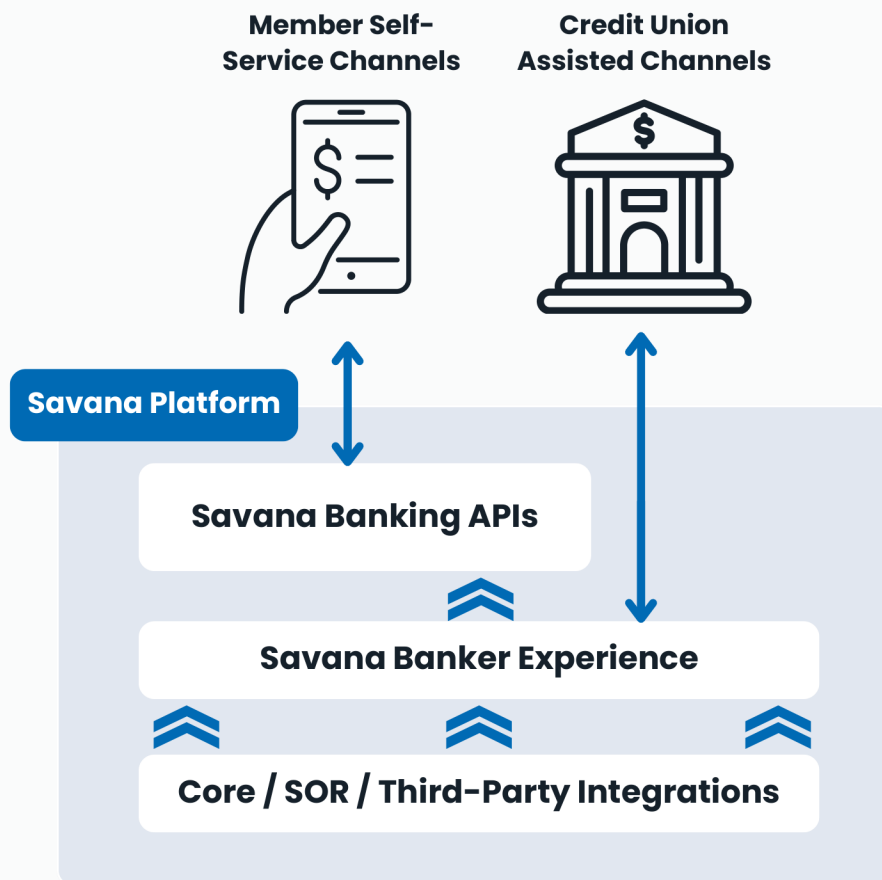 Member Self-
Service Channels
Credit Union
Assisted Channels
$
$
Savana Platform
Savana Banking APIs
Savana Banker Experience
Core / SOR / Third-Party Integrations